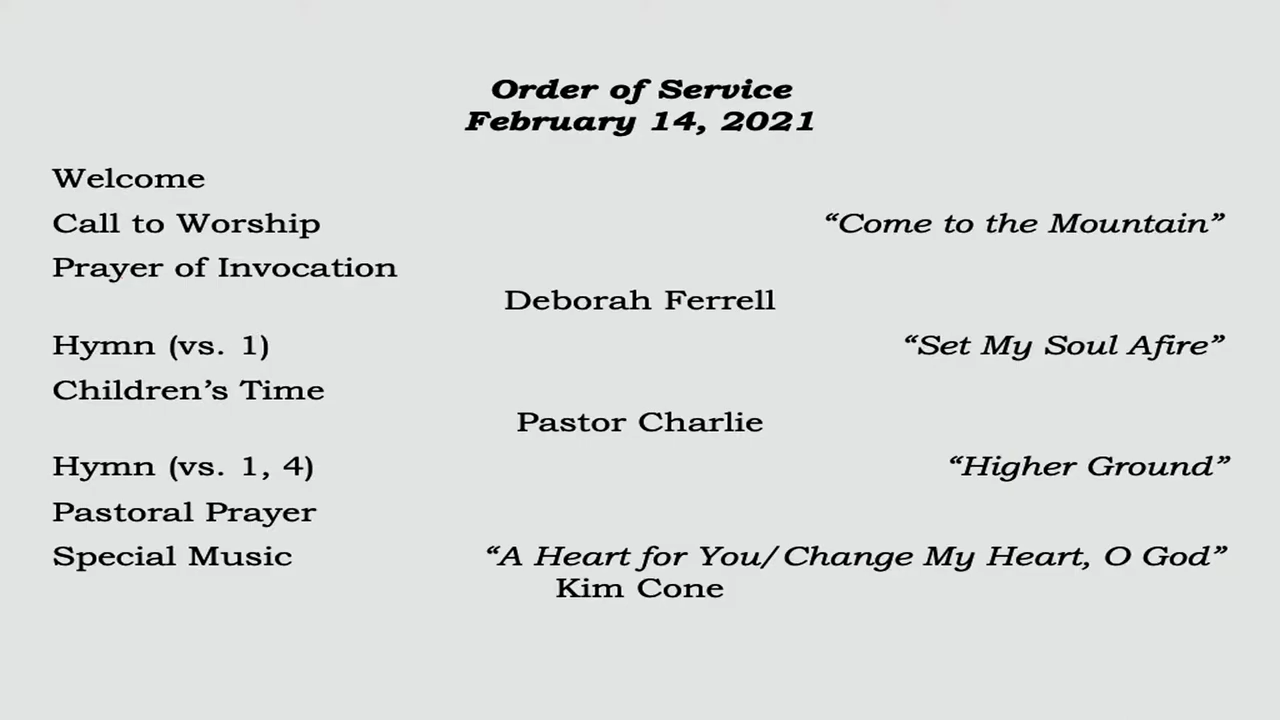 Order of Service
February 14, 2021
Welcome
Call to Worship “Come to the Mountain”
Prayer of Invocation
Deborah Ferrell
Hymn (vs. 1) “Set My Soul Afire”
Children’s Time
Pastor Charlie
Hymn (vs. 1, 4) “Higher Ground”
Pastoral Prayer
Special Music “A Heart for You/Change My Heart, O God”
Kim Cone